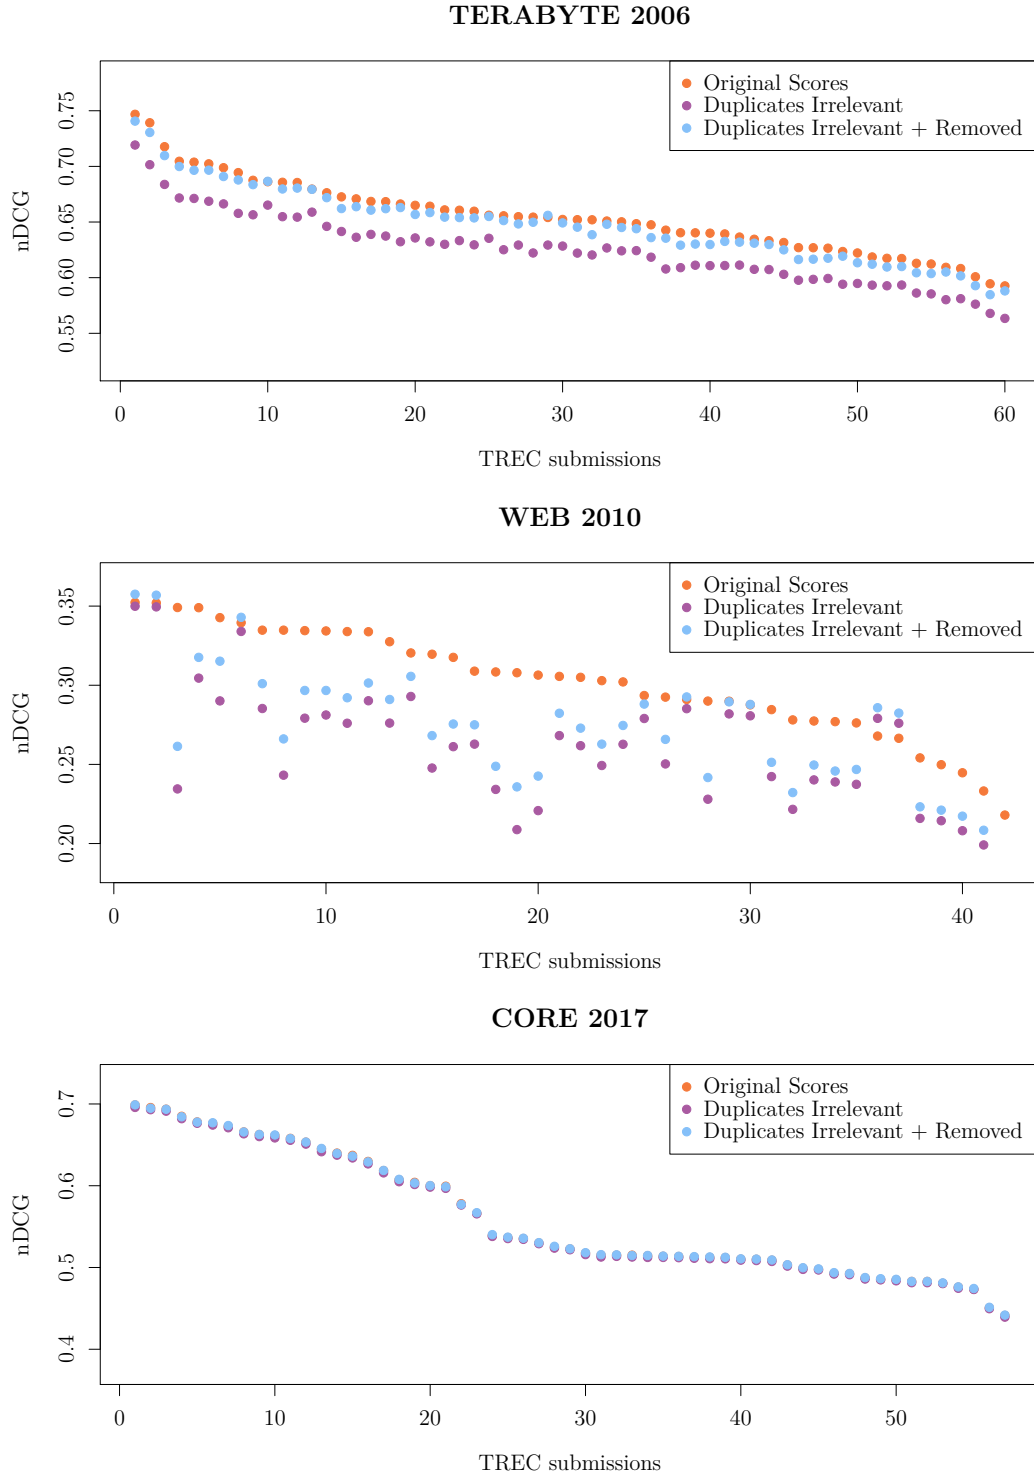 TERABYTE 2006
Original Scores
Duplicates Irrelevant
Duplicates Irrelevant + Removed
nDCG
0.75
0.70
0.65
0.60
0.55
0 10 20 30 40 50 60
TREC submissions
WEB 2010
Original Scores
Duplicates Irrelevant
Duplicates Irrelevant + Removed
nDCG
0.35
0.30
0.25
0.20
0 10 20 30 40
TREC submissions
CORE 2017
Original Scores
Duplicates Irrelevant
Duplicates Irrelevant + Removed
nDCG
0.7
0.6
0.5
0.4
0 10 20 30 40 50
TREC submissions